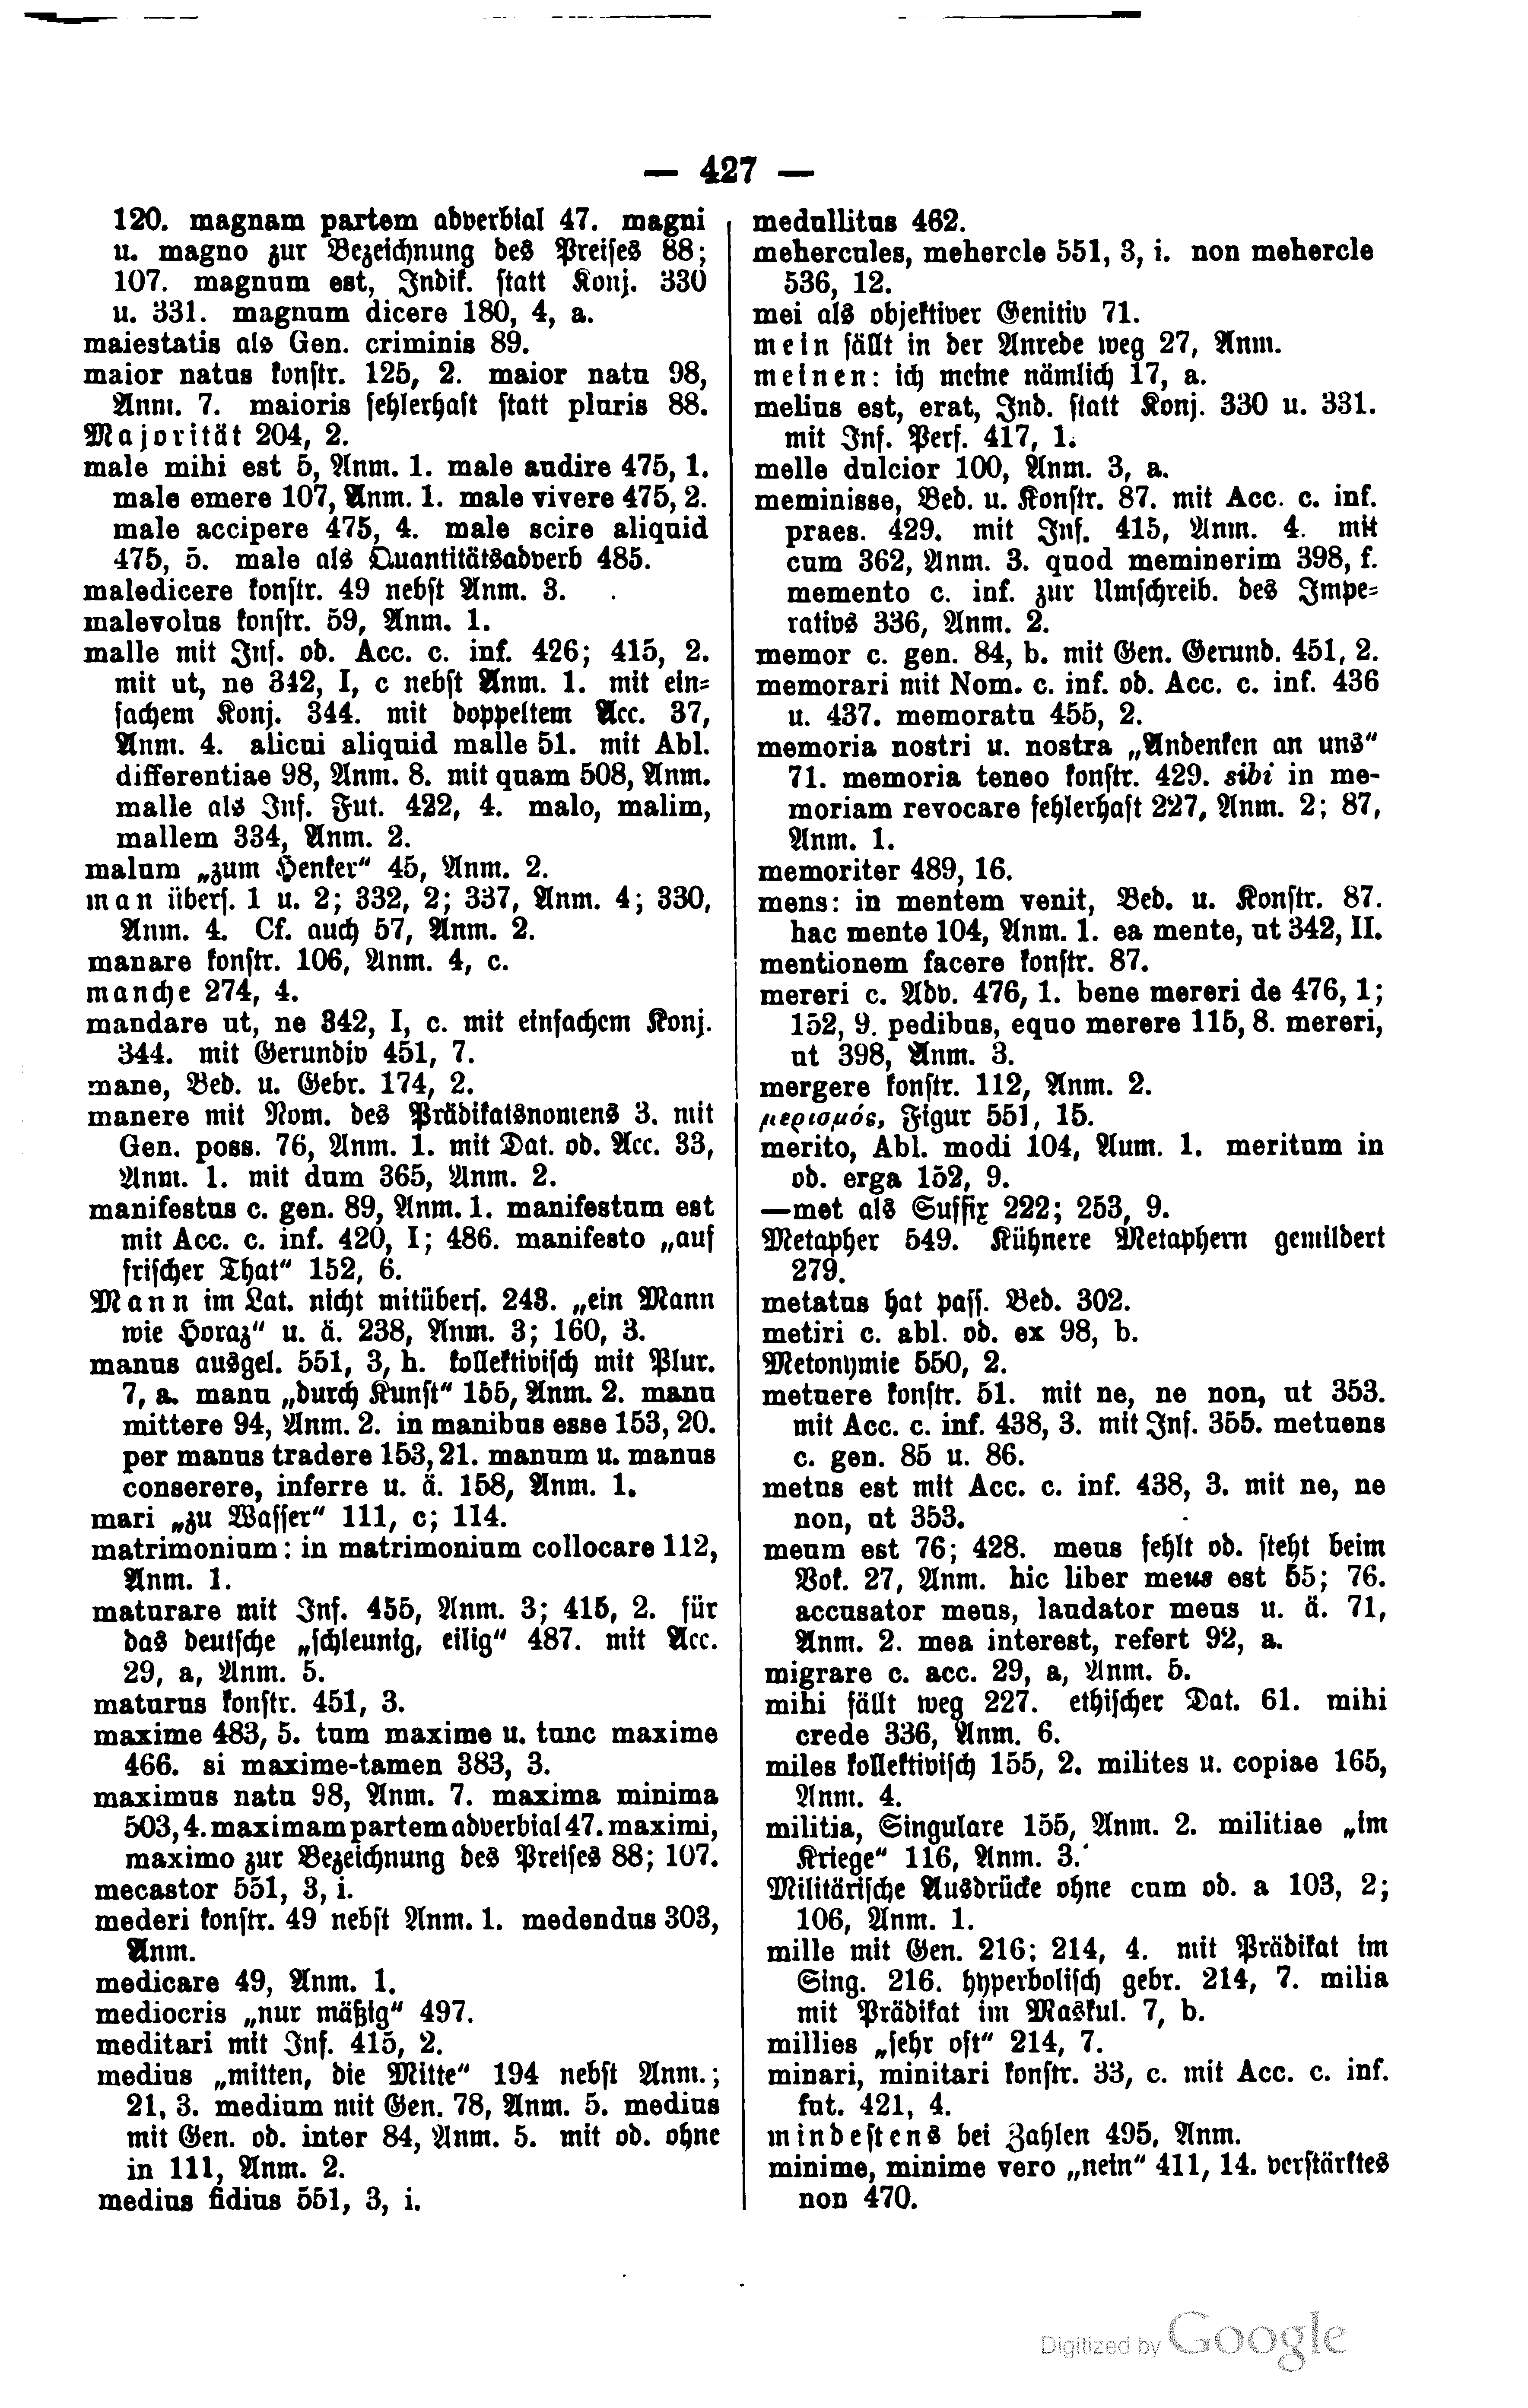 — 427 —
120. magnam partem adverbial 47. magni
u. magno zur Bezeichnung des Preises 88;
107. magnum est, Indik. statt Konj. 330
u. 331. magnum dicere 180, 4, a.
maiestatis als Gen. criminis 89.
maior natus konstr. 125, 2. maior natu 98,
Anm. 7. maioris fehlerhaft statt pluris 88.
Majorität 204, 2.
male mihi est 5, Anm. 1. male audire 475, 1.
male emere 107, Anm. 1. male vivere 475, 2.
male accipere 475, 4. male scire aliquid
475, 5. male als Quantitätsadverb 485.
maledicere konstr. 49 nebst Anm. 3.
malevolus konstr. 59, Anm. 1.
malle mit Inf. od. Acc. c. inf. 426; 415, 2.
mit ut, ne 342, I, c nebst Anm. 1. mit ein=
fachem Konj. 344. mit doppeltem Acc. 37,
Anm. 4. alicui aliquid malle 51. mit Abl.
differentiae 98, Anm. 8. mit quam 508, Anm.
malle als Inf. Fut. 422, 4. malo, malim,
mallem 334, Anm. 2.
malum „zum Henker“ 45, Anm. 2.
man übers. 1 u. 2; 332, 2; 337, Anm. 4; 330,
Anm. 4. Cf. auch 57, Anm. 2.
manare konstr. 106, Anm. 4, c.
manche 274, 4.
mandare ut, ne 342, I, c. mit einfachem Konj.
344. mit Gerundiv 451, 7.
mane, Bed. u. Gebr. 174, 2.
manere mit Nom. des Prädikatsnomens 3. mit
Gen. poss. 76, Anm. 1. mit Dat. od. Acc. 33,
Anm. 1. mit dum 365, Anm. 2.
manifestus c. gen. 89, Anm. 1. manifestum est
mit Acc. c. inf. 420, I; 486. manifesto „auf
frischer That“ 152, 6.
Mann im Lat. nicht mitübers. 243. „ein Mann
wie Horaz“ u. ä. 238, Anm. 3; 160, 3.
manus ausgel. 551, 3, h. kollektivisch mit Plur.
7, a. manu „durch Kunst“ 155, Anm. 2. manu
mittere 94, Anm. 2. in manibus esse 153, 20.
per manus tradere 153, 21. manum u. manus
conserere, inferre u. ä. 158, Anm. 1.
mari „zu Wasser“ 111, c; 114.
matrimonium: in matrimonium collocare 112,
Anm. 1.
maturare mit Inf. 455, Anm. 3; 415, 2. für
das deutsche „schleunig, eilig“ 487. mit Acc.
29, a, Anm. 5.
maturus konstr. 451, 3.
maxime 483, 5. tum maxime u. tunc maxime
466. si maxime-tamen 383, 3.
maximus natu 98, Anm. 7. maxima minima
503, 4. maximam partem adverbial 47. maximi,
maximo zur Bezeichnung des Preises 88; 107.
mecastor 551, 3, i.
mederi konstr. 49 nebst Anm. 1. medendus 303,
Anm.
medicare 49, Anm. 1.
mediocris „nur mäßig“ 497.
meditari mit Inf. 415, 2.
medius „mitten, die Mitte“ 194 nebst Anm.;
21, 3. medium mit Gen. 78, Anm. 5. medius
mit Gen. od. inter 84, Anm. 5. mit od. ohne
in 111, Anm. 2.
medius fidius 551, 3, i.
medullitus 462.
mehercules, mehercle 551, 3, i. non mehercle
536, 12.
mei als objektiver Genitiv 71.
mein fällt in der Anrede weg 27, Anm.
meinen: ich meine nämlich 17, a.
melius est, erat, Ind. statt Konj. 330 u. 331.
mit Inf. Perf. 417, 1.
melle dulcior 100, Anm. 3, a.
meminisse, Bed. u. Konstr. 87. mit Acc. c. inf.
praes. 429. mit Inf. 415, Anm. 4. mit
cum 362, Anm. 3. quod meminerim 398, f.
memento c. inf. zur Umschreib. des Impe=
rativs 336, Anm. 2.
memor c. gen. 84, b. mit Gen. Gerund. 451, 2.
memorari mit Nom. c. inf. od. Acc. c. inf. 436
u. 437. memoratu 455, 2.
memoria nostri u. nostra „Andenken an uns“
71. memoria teneo konstr. 429. sibi in me-
moriam revocare fehlerhaft 227, Anm. 2; 87,
Anm. 1.
memoriter 489, 16.
mens: in mentem venit, Bed. u. Konstr. 87.
hac mente 104, Anm. 1. ea mente, ut 342, II.
mentionem facere konstr. 87.
mereri c. Adv. 476, 1. bene mereri de 476, 1;
152, 9. pedibus, equo merere 115, 8. mereri,
ut 398, Anm. 3.
mergere konstr. 112, Anm. 2.
μερισμός, Figur 551, 15.
merito, Abl. modi 104, Anm. 1. meritum in
od. erga 152, 9.
—met als Suffix 222; 253, 9.
Metapher 549. Kühnere Metaphern gemildert
279.
metatus hat pass. Bed. 302.
metiri c. abl. od. ex 98, b.
Metonymie 550, 2.
metuere konstr. 51. mit ne, ne non, ut 353.
mit Acc. c. inf. 438, 3. mit Inf. 355. metuens
c. gen. 85 u. 86.
metus est mit Acc. c. inf. 438, 3. mit ne, ne
non, ut 353.
meum est 76; 428. meus fehlt od. steht beim
Vok. 27, Anm. hic liber meus est 55; 76.
accusator meus, laudator meus u. ä. 71,
Anm. 2. mea interest, refert 92, a.
migrare c. acc. 29, a, Anm. 5.
mihi fällt weg 227. ethischer Dat. 61. mihi
crede 336, Anm. 6.
miles kollektivisch 155, 2. milites u. copiae 165,
Anm. 4.
militia, Singulare 155, Anm. 2. militiae „im
Kriege“ 116, Anm. 3.
Militärische Ausdrücke ohne cum od. a 103, 2;
106, Anm. 1.
mille mit Gen. 216; 214, 4. mit Prädikat im
Sing. 216. hyperbolisch gebr. 214, 7. milia
mit Prädikat im Maskul. 7, b.
millies „sehr oft“ 214, 7.
minari, minitari konstr. 33, c. mit Acc. c. inf.
fut. 421, 4.
mindestens bei Zahlen 495, Anm.
minime, minime vero „nein“ 411, 14. verstärktes
non 470.
Digitized by Google